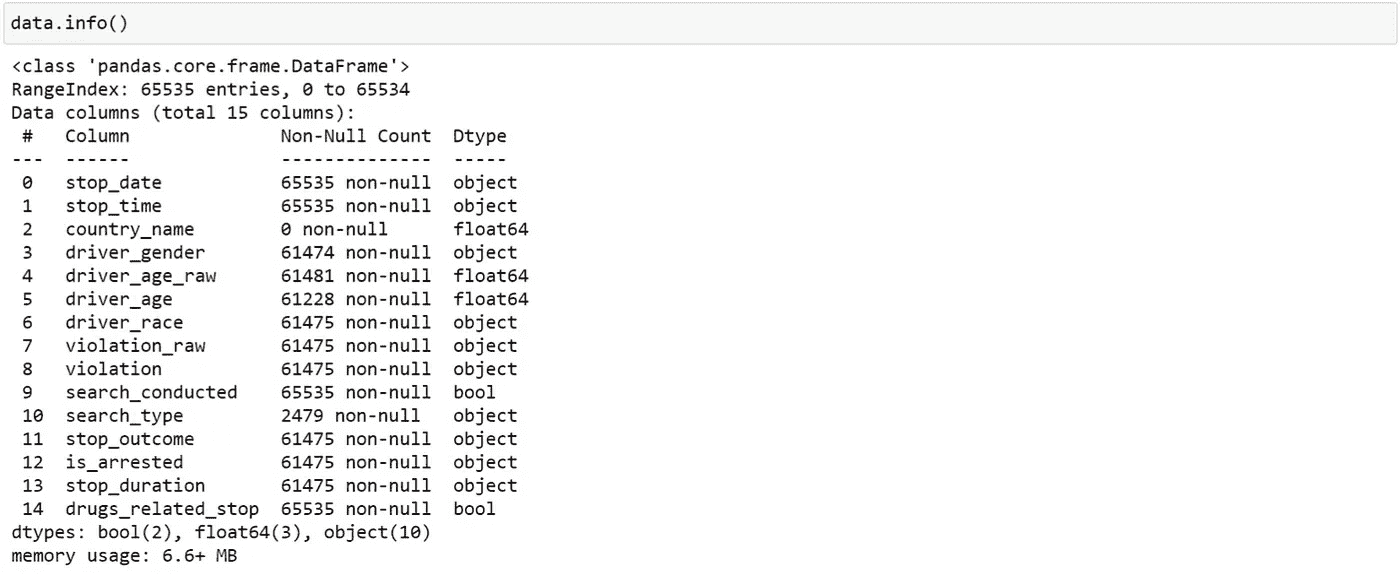 data.info()
<class 'pandas.core.frame.DataFrame'>
RangeIndex: 65535 entries, 0 to 65534
Data columns (total 15 columns):
 #   Column              Non-Null Count  Dtype
---  ------              --------------  -----
 0   stop_date           65535 non-null  object
 1   stop_time           65535 non-null  object
 2   country_name        0 non-null      float64
 3   driver_gender       61474 non-null  object
 4   driver_age_raw      61481 non-null  float64
 5   driver_age          61228 non-null  float64
 6   driver_race         61475 non-null  object
 7   violation_raw       61475 non-null  object
 8   violation           61475 non-null  object
 9   search_conducted    65535 non-null  bool
 10  search_type         2479 non-null   object
 11  stop_outcome        61475 non-null  object
 12  is_arrested         61475 non-null  object
 13  stop_duration       61475 non-null  object
 14  drugs_related_stop  65535 non-null  bool
dtypes: bool(2), float64(3), object(10)
memory usage: 6.6+ MB